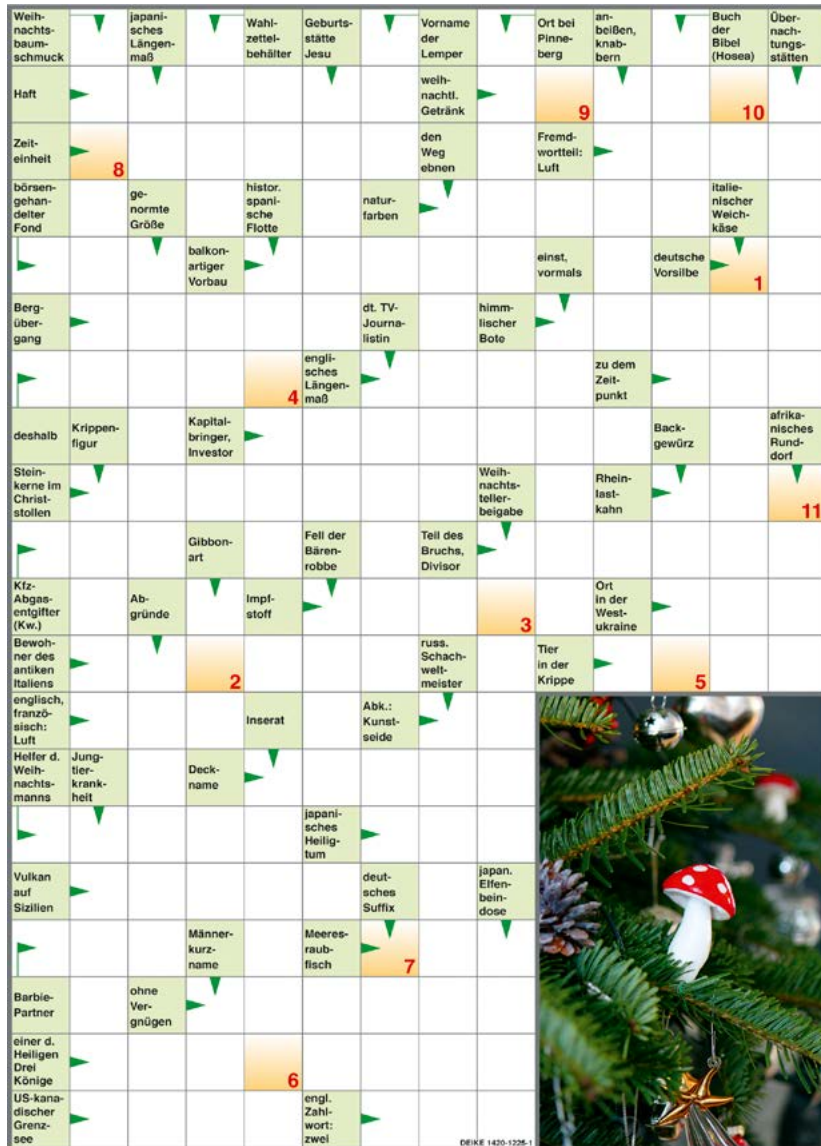 Weih-
nachts-
baum-
schmuck
japani-
sches
Längen-
maß
Wahl-
zettel-
behälter
Geburts-
stätte
Jesu
Vorname
der
Lemper
Ort bei
Pinne-
berg
an-
beißen,
knab-
bern
Buch
der
Bibel
(Hosea)
Über-
nach-
tungs-
stätten
Haft
weih-
nachtl.
Getränk
9
10
Zeit-
einheit
8
den
Weg
ebnen
Fremd-
wortteil:
Luft
börsen-
gehan-
delter
Fond
ge-
normte
Größe
histor.
spani-
sche
Flotte
natur-
farben
italie-
nischer
Weich-
käse
balkon-
artiger
Vorbau
einst,
vormals
deutsche
Vorsilbe
1
Berg-
über-
gang
dt. TV-
Journa-
listin
himm-
lischer
Bote
4
englı-
sches
Längen-
maß
zu dem
Zeit-
punkt
deshalb
Krippen-
figur
Kapital-
bringer,
Investor
Back-
gewürz
afrika-
nisches
Rund-
dorf
Stein-
kerne im
Christ-
stollen
Weih-
nachts-
teller-
beigabe
Rhein-
last-
kahn
11
Gibbon-
art
Fell der
Bären-
robbe
Teil des
Bruchs,
Divisor
Kfz-
Abgas-
entgifter
(Kw.)
Ab-
gründe
Impf-
stoff
3
Ort
in der
West-
ukraine
Bewoh-
ner des
antiken
Italiens
2
russ.
Schach-
welt-
meister
Tier
in der
Krippe
5
englisch,
franzö-
sisch:
Luft
Inserat
Abk.:
Kunst-
seide
Helfer d.
Weih-
nachts-
manns
Jung-
tier-
krank-
heit
Deck-
name
japani-
sches
Heilig-
tum
Vulkan
auf
Sizilien
deut-
sches
Suffix
japan.
Elfen-
bein-
dose
Männer-
kurz-
name
Meeres-
raub-
fisch
7
Barbie-
Partner
ohne
Ver-
gnügen
einer d.
Heiligen
Drei
Könige
6
US-kana-
discher
Grenz-
see
engl.
Zahl-
wort:
zwei
DEIKE 1420-1225-1